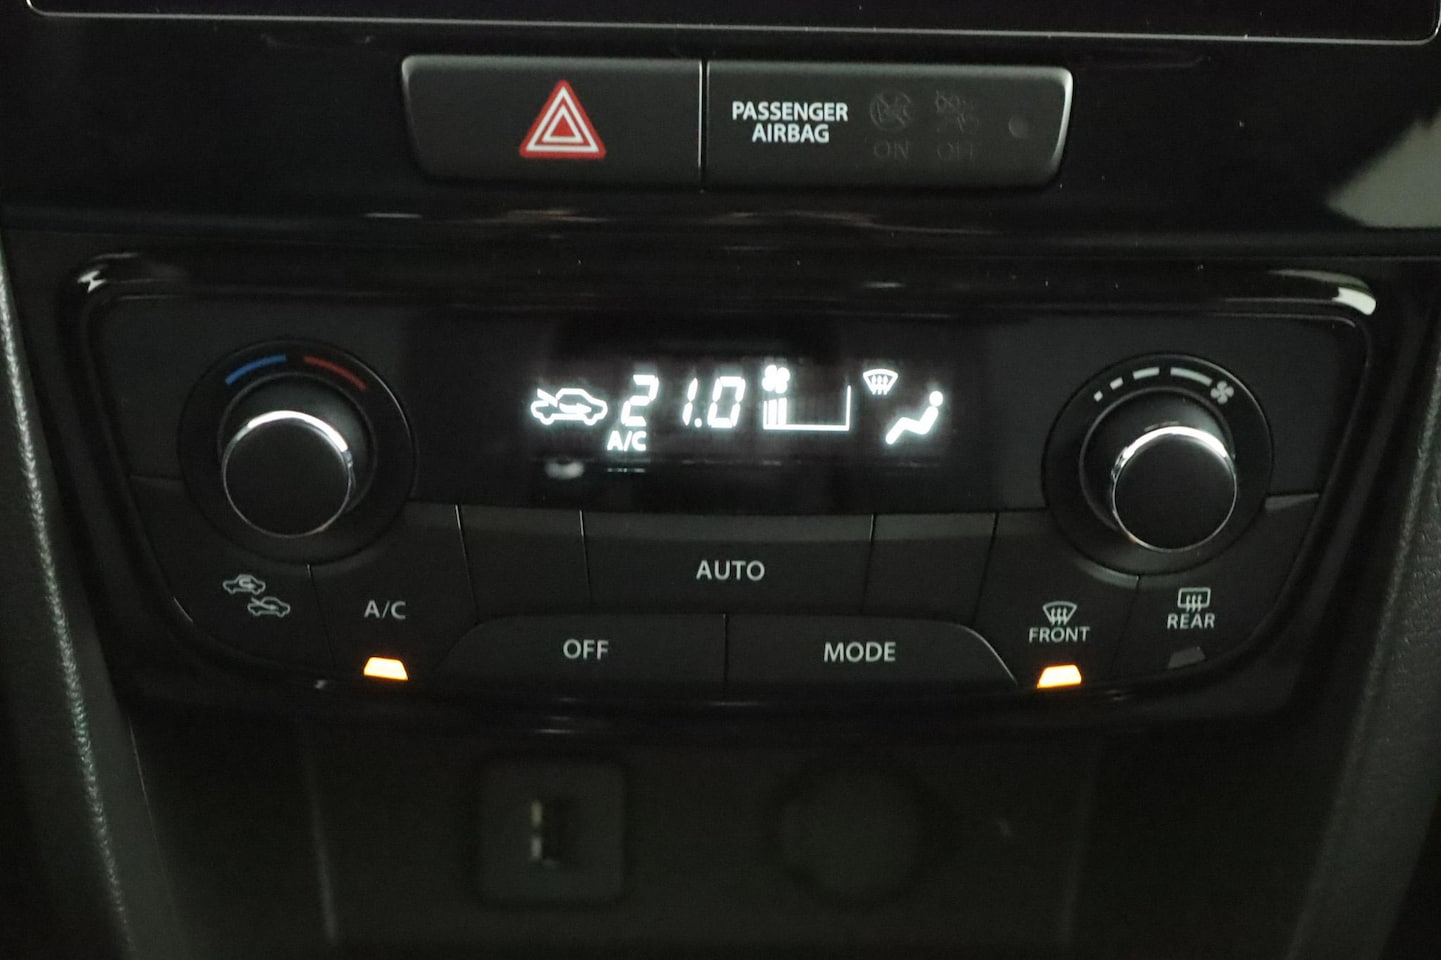 PASSENGER
AIRBAG
ON OFF
21.0
A/C
AUTO
A/C
OFF
MODE
FRONT
REAR